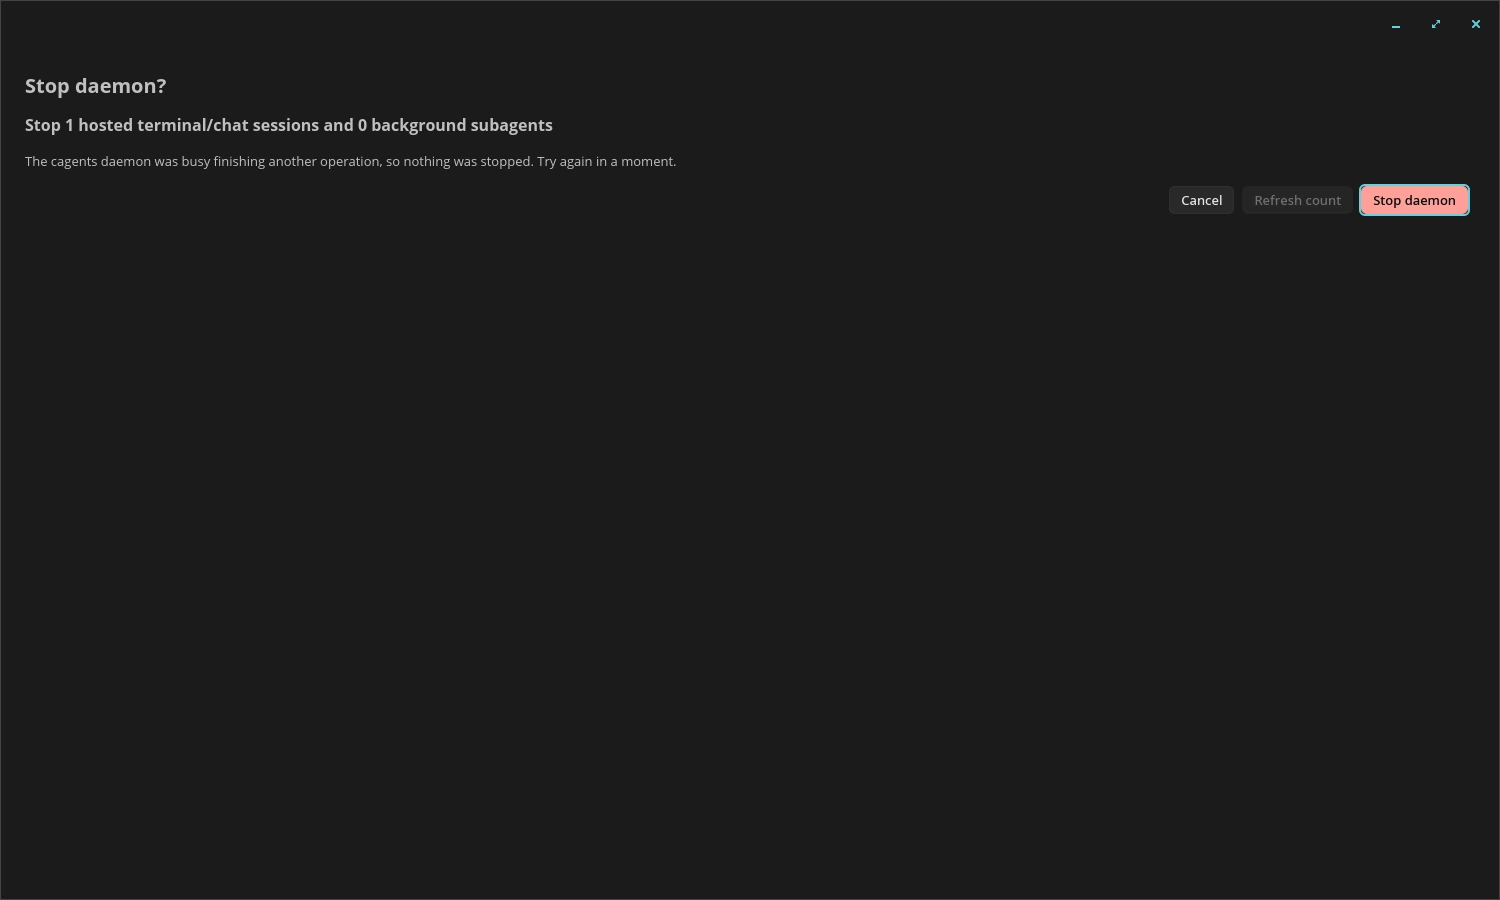 Stop daemon?
Stop 1 hosted terminal/chat sessions and 0 background subagents
The cagents daemon was busy finishing another operation, so nothing was stopped. Try again in a moment.
Cancel Refresh count Stop daemon